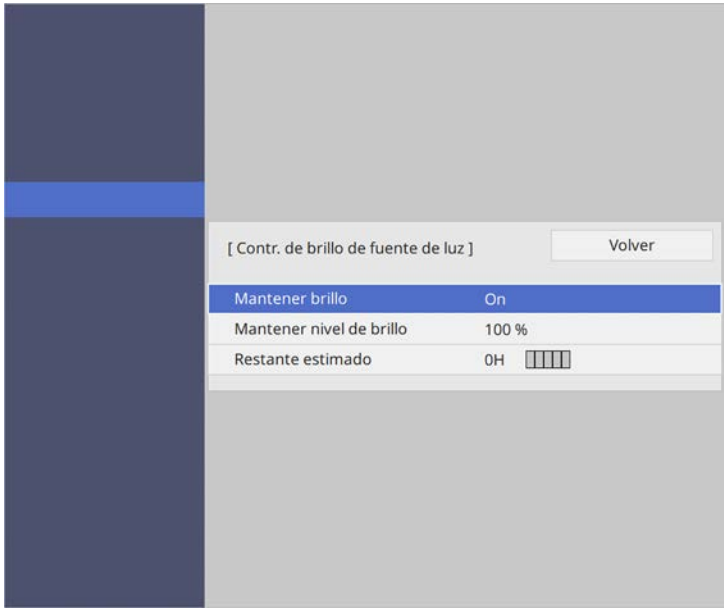 [ Contr. de brillo de fuente de luz ] Volver
Mantener brillo On
Mantener nivel de brillo 100 %
Restante estimado 0H